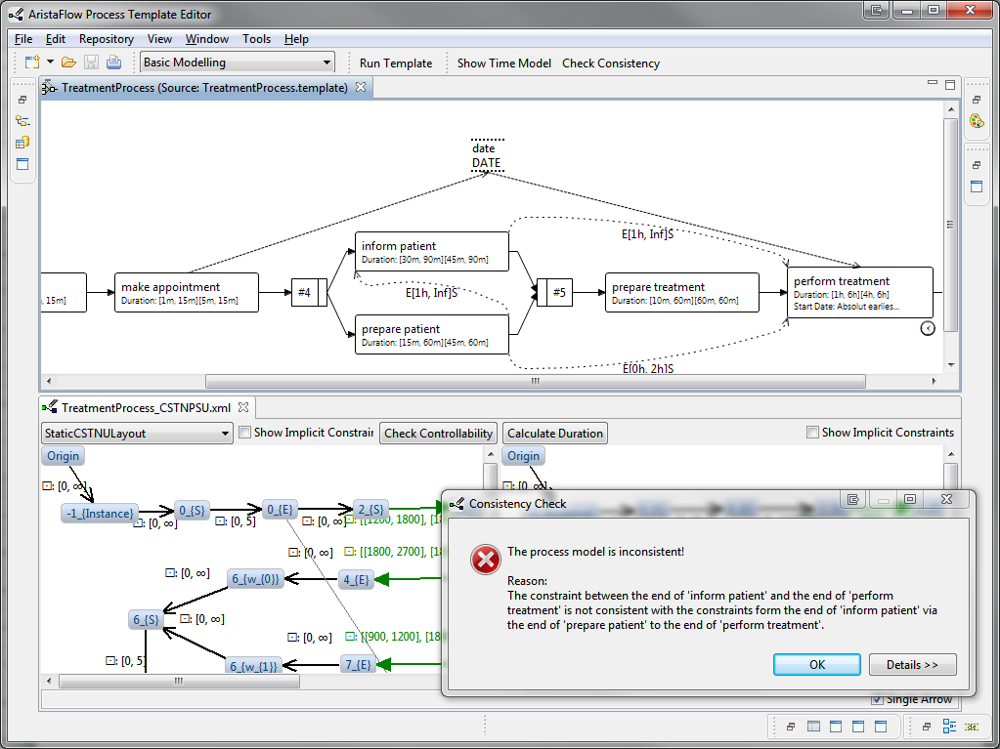 AristaFlow Process Template Editor
File Edit Repository View Window Tools Help
Basic Modelling Run Template Show Time Model Check Consistency
TreatmentProcess (Source: TreatmentProcess.template)
date
DATE
E[1h, Inf]S
inform patient
Duration: [30m, 90m][45m, 90m]
, 15m]
make appointment
Duration: [1m, 15m][5m, 15m]
#4
E[1h, Inf]S
#5
prepare treatment
Duration: [10m, 60m][60m, 60m]
perform treatment
Duration: [1h, 6h][4h, 6h]
Start Date: Absolut earlies...
prepare patient
Duration: [15m, 60m][45m, 60m]
E[0h, 2h]S
TreatmentProcess_CSTNPSU.xml
StaticCSTNULayout Show Implicit Constrair Check Controllability Calculate Duration Show Implicit Constraints
Origin
Origin
⊡: [0, ∞]
⊡: [0, ∞]
-1_{Instance} 0_{S} 0_{E} 2_{S}
⊡: [0, ∞] ⊡: [0, 5] ⊡: [0, ∞] ⊡: [[1200, 1800], [18
⊡: [0, ∞] ⊡: [[1800, 2700], [18
⊡: [0, ∞] 6_{w_{0}} 4_{E}
6_{S} ⊡: [0, ∞]
⊡: [0, ∞] ⊡: [[900, 1200], [180
⊡: [0, 5] 6_{w_{1}} 7_{E}
Consistency Check
The process model is inconsistent!
Reason:
The constraint between the end of 'inform patient' and the end of 'perform
treatment' is not consistent with the constraints form the end of 'inform patient' via
the end of 'prepare patient' to the end of 'perform treatment'.
OK Details >>
Single Arrow